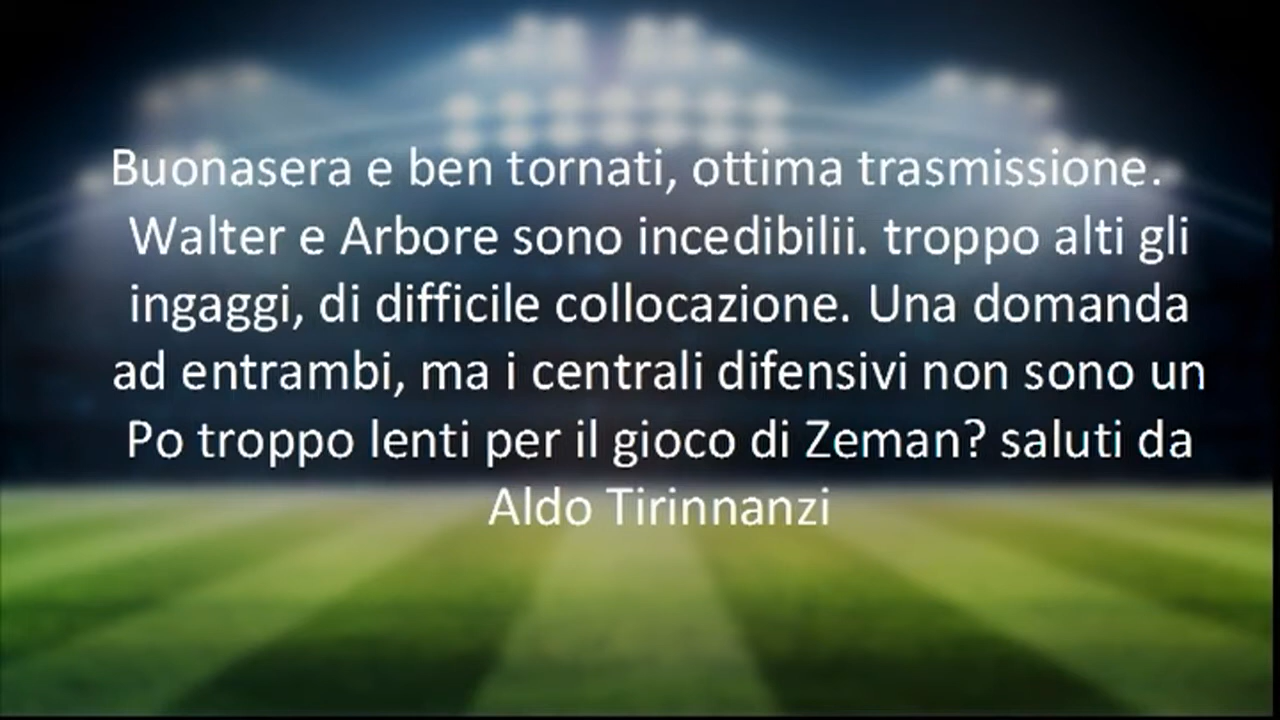 Buonasera e ben tornati, ottima trasmissione.
Walter e Arbore sono incedibilii. troppo alti gli
ingaggi, di difficile collocazione. Una domanda
ad entrambi, ma i centrali difensivi non sono un
Po troppo lenti per il gioco di Zeman? saluti da
Aldo Tirinnanzi